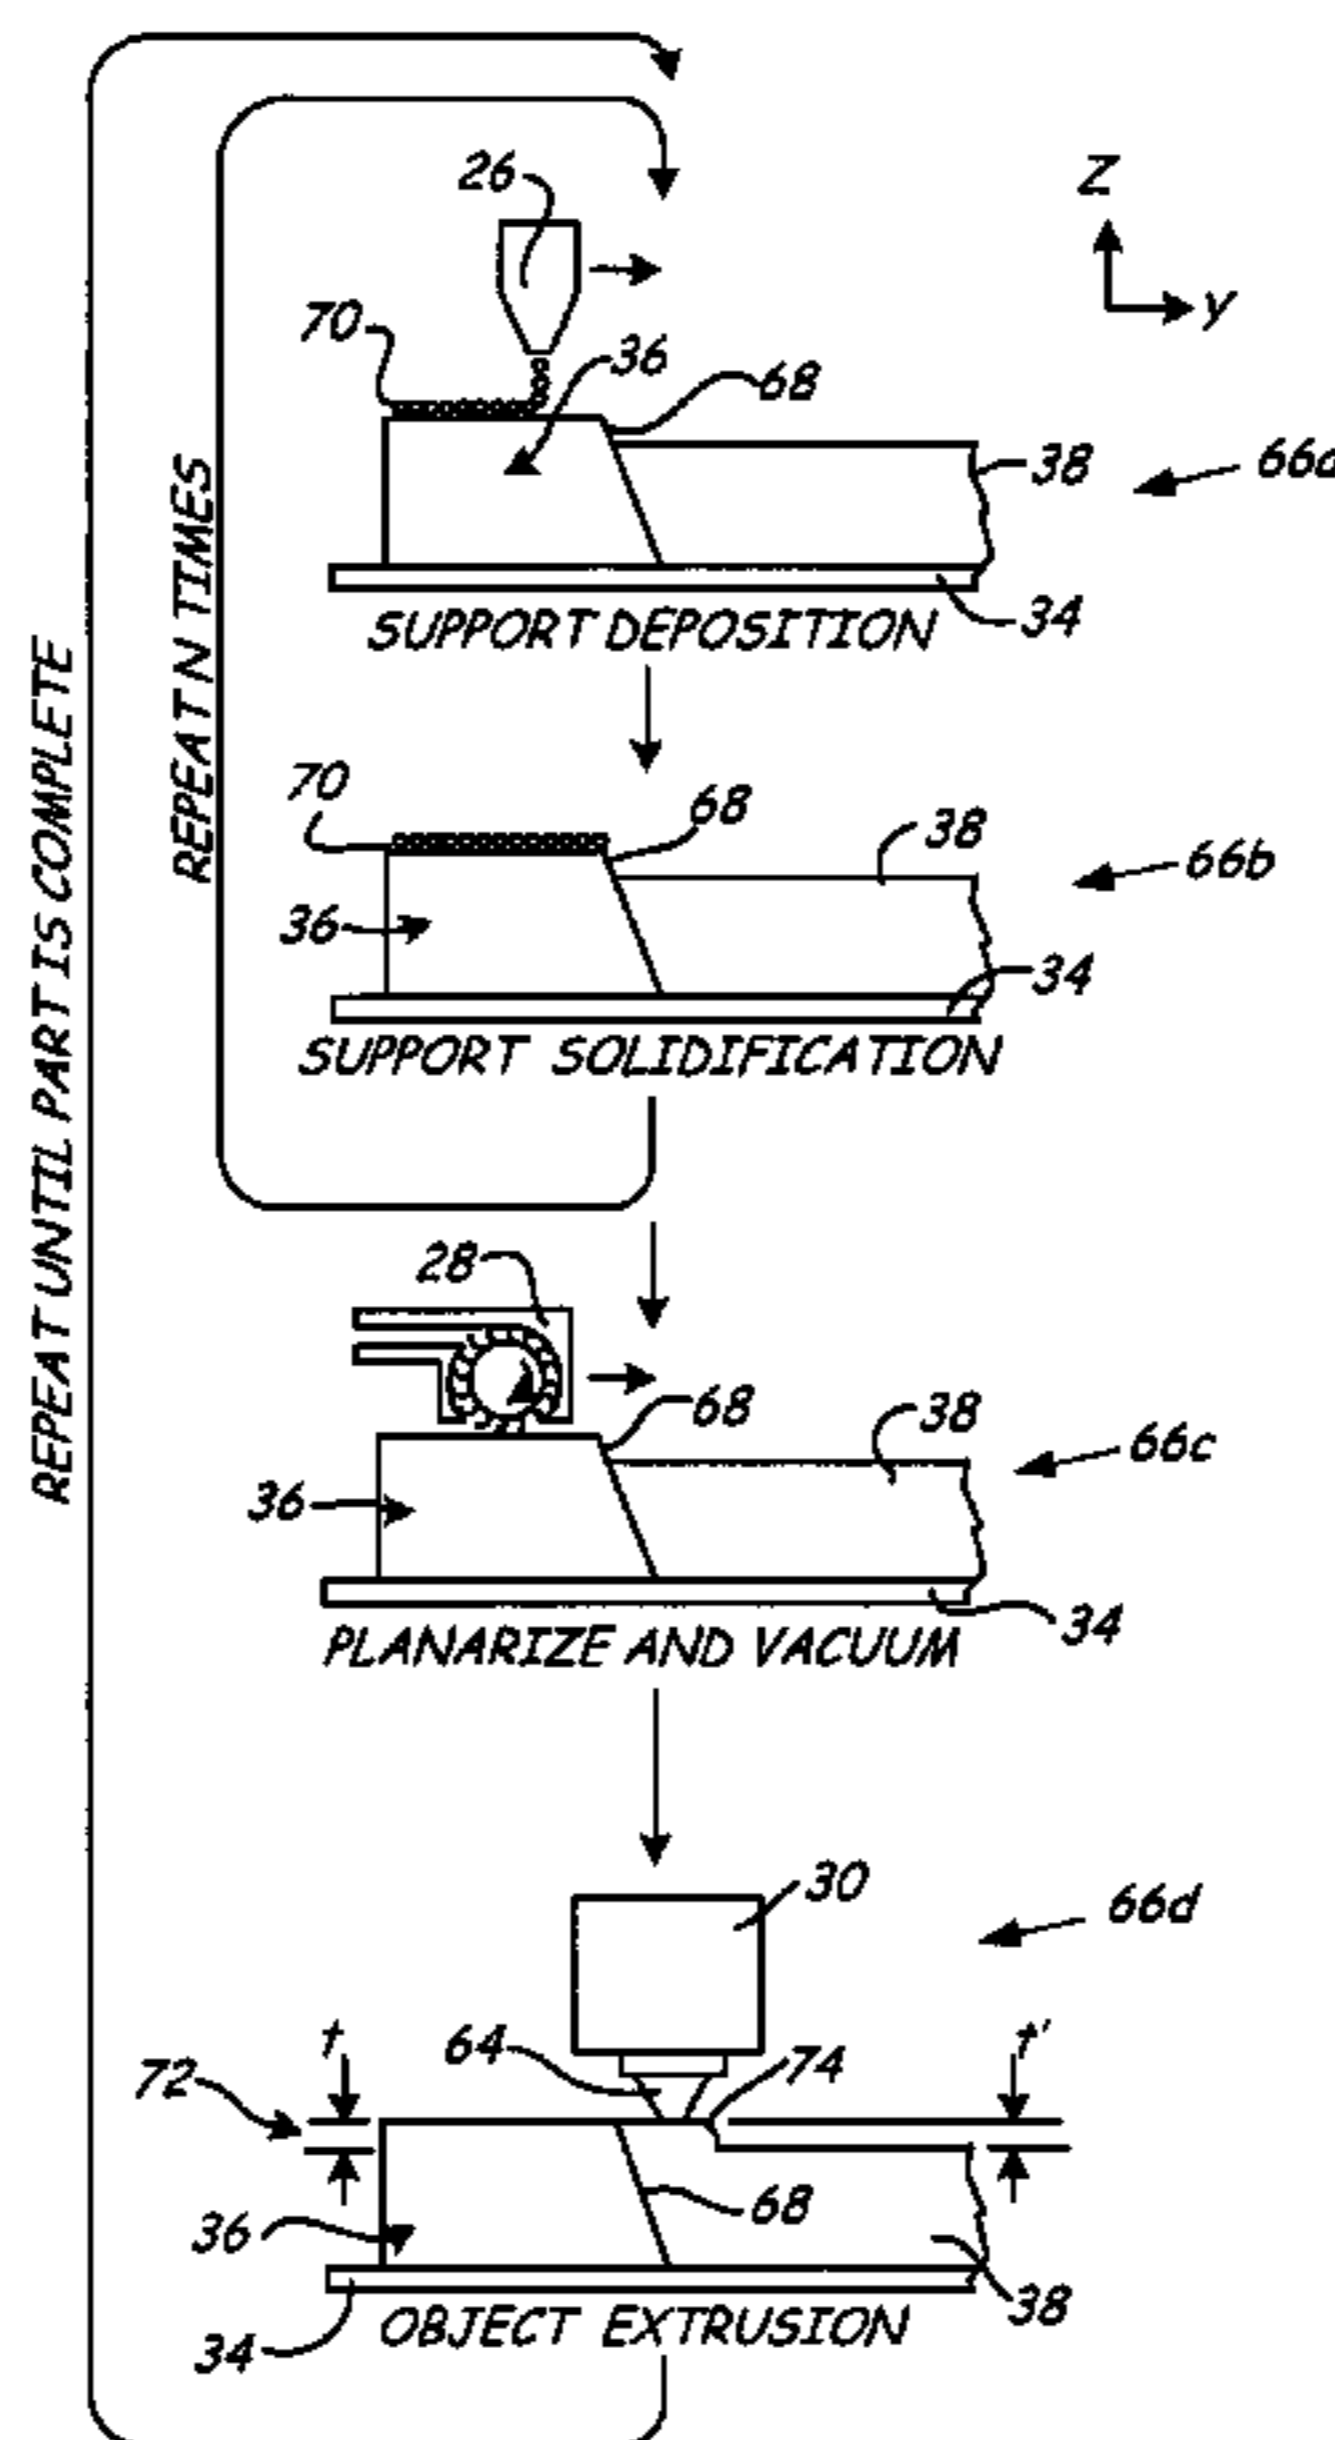 Z
26
y
70
36
68
38
66a
34
SUPPORT DEPOSITION
REPEAT N TIMES
REPEAT UNTIL PART IS COMPLETE
70
68
38
66b
36
34
SUPPORT SOLIDIFICATION
28
68
38
66c
36
34
PLANARIZE AND VACUUM
30
66d
t
64
74
t'
72
68
36
38
34
OBJECT EXTRUSION